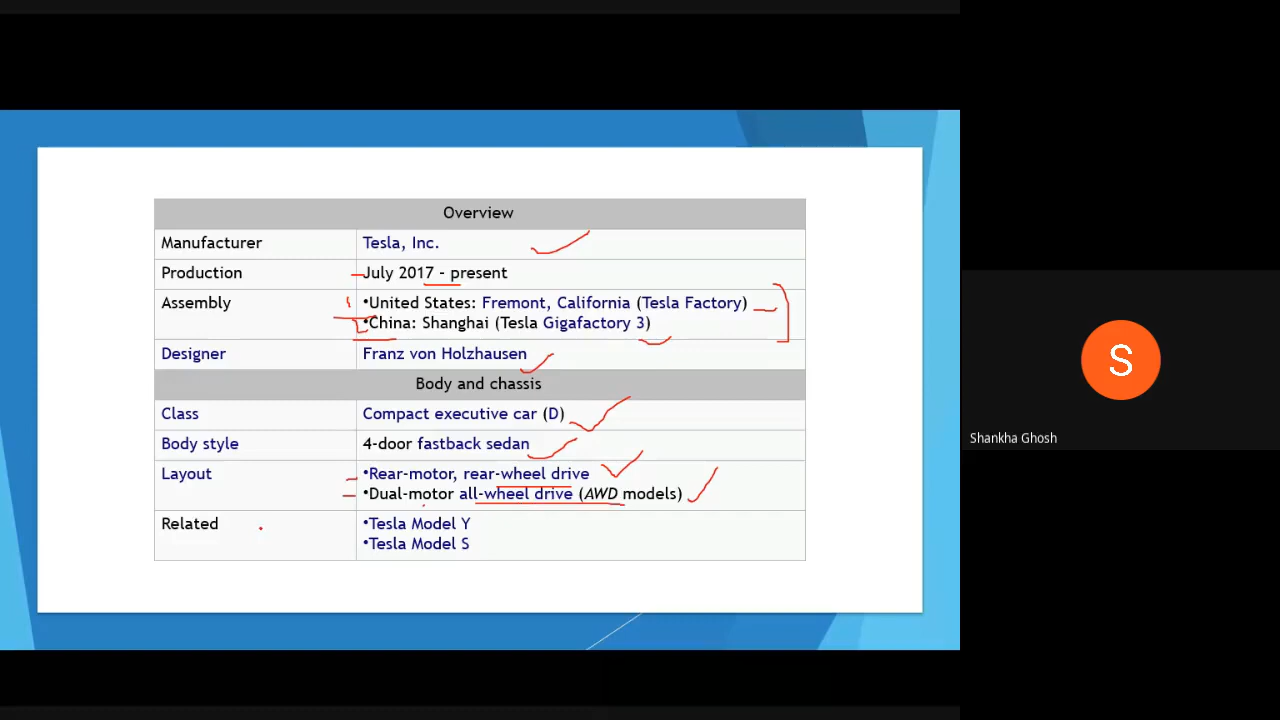 Overview
Manufacturer Tesla, Inc.
Production July 2017 - present
Assembly 1 •United States: Fremont, California (Tesla Factory)
2 •China: Shanghai (Tesla Gigafactory 3)
Designer Franz von Holzhausen
Body and chassis
Class Compact executive car (D)
Body style 4-door fastback sedan
Layout •Rear-motor, rear-wheel drive
•Dual-motor all-wheel drive (AWD models)
Related •Tesla Model Y
•Tesla Model S
S
Shankha Ghosh